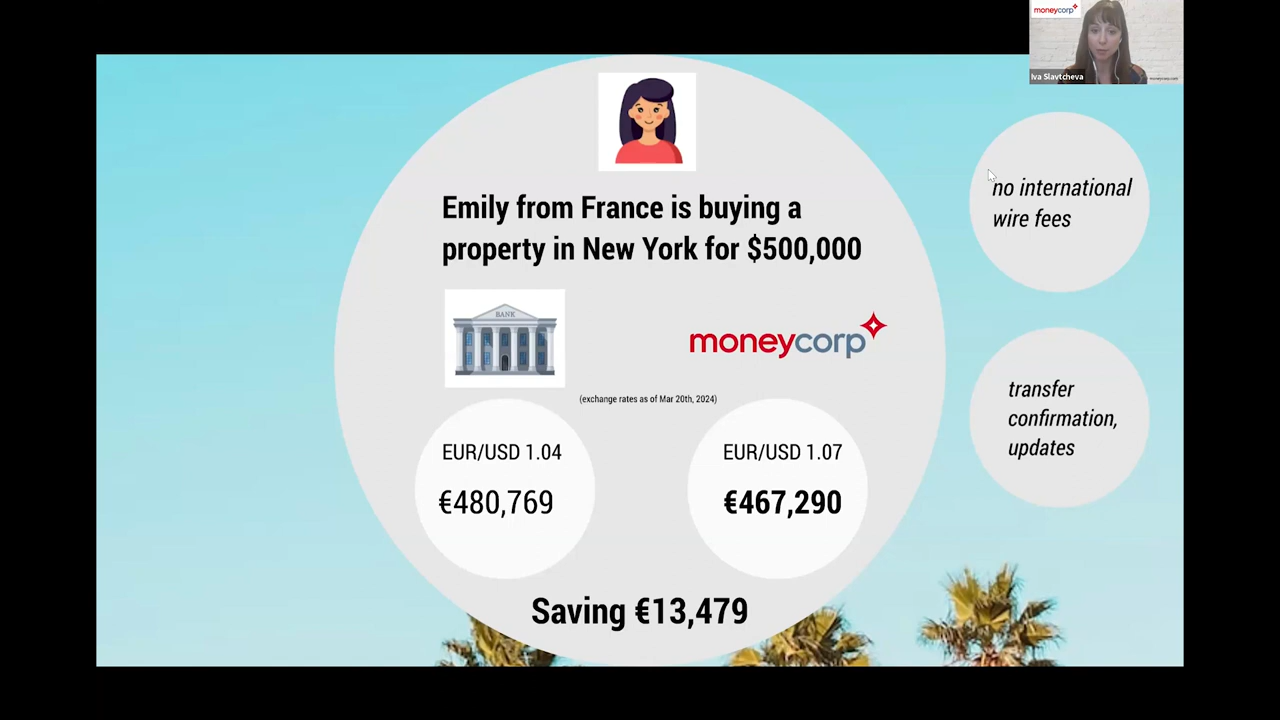 moneycorp
Iva Slavtcheva
moneycorp.com
Emily from France is buying a
property in New York for $500,000
BANK
moneycorp
(exchange rates as of Mar 20th, 2024)
EUR/USD 1.04
€480,769
EUR/USD 1.07
€467,290
Saving €13,479
no international
wire fees
transfer
confirmation,
updates